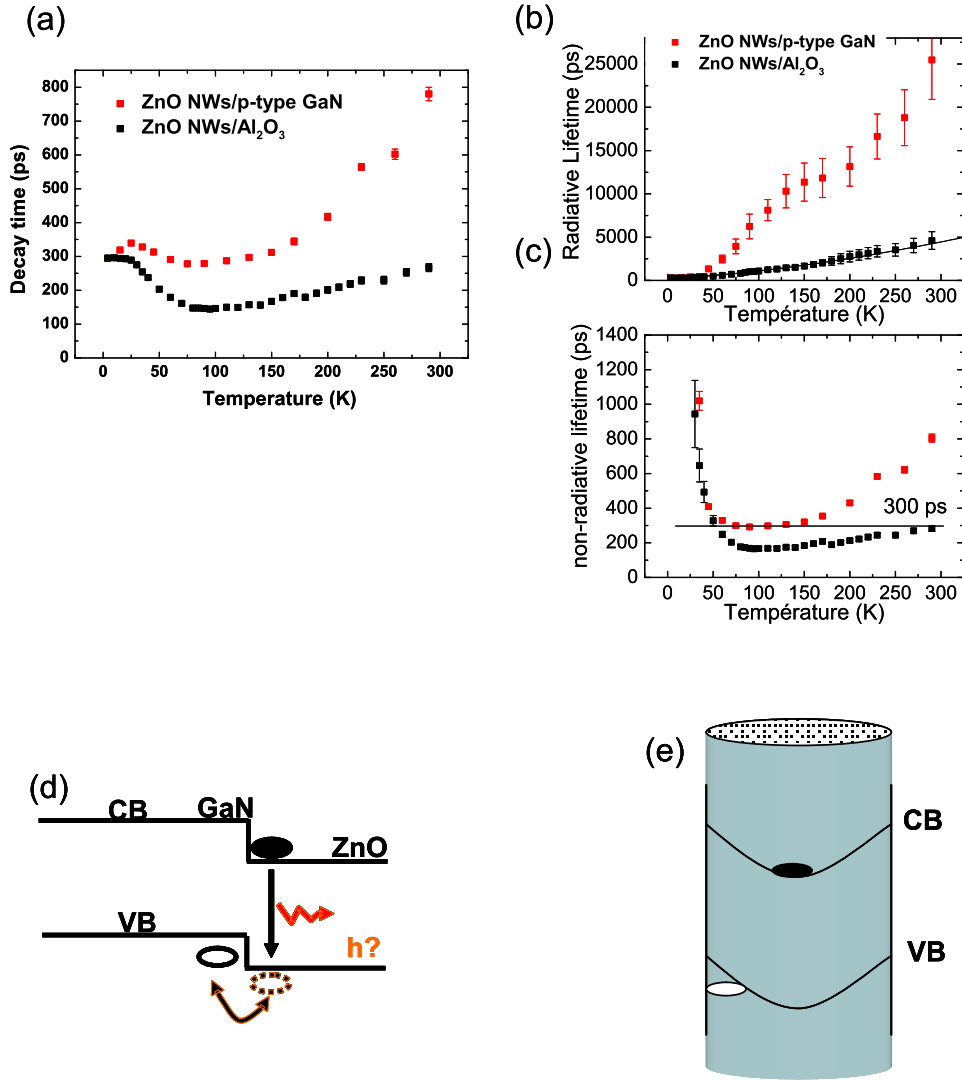 (a)
ZnO NWs/p-type GaN
ZnO NWs/Al2O3
Decay time (ps)
800
700
600
500
400
300
200
100
0
0 50 100 150 200 250 300
Temperature (K)
(b)
ZnO NWs/p-type GaN
ZnO NWs/Al2O3
Radiative Lifetime (ps)
25000
20000
15000
10000
5000
0
0 50 100 150 200 250 300
Température (K)
(c)
non-radiative lifetime (ps)
1400
1200
1000
800
600
400
200
0
300 ps
0 50 100 150 200 250 300
Température (K)
(d)
CB GaN
ZnO
VB
h?
(e)
CB
VB